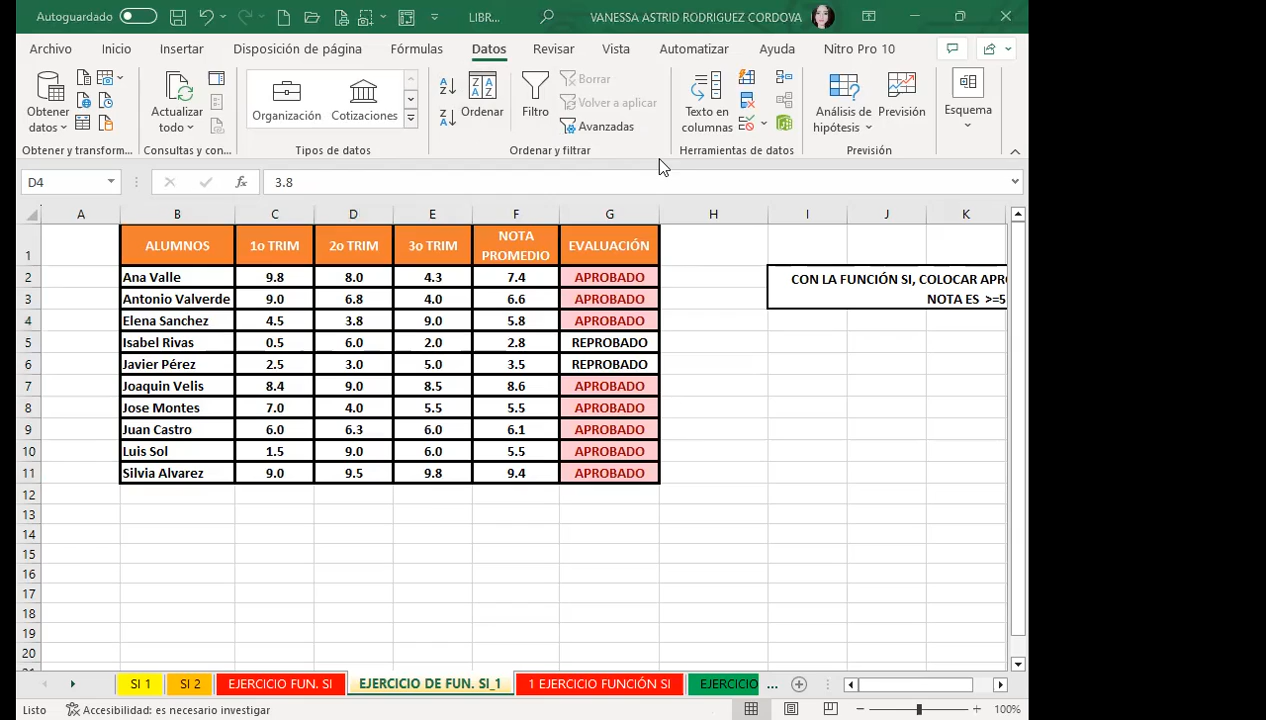 Autoguardado LIBR... VANESSA ASTRID RODRIGUEZ CORDOVA
Archivo Inicio Insertar Disposición de página Fórmulas Datos Revisar Vista Automatizar Ayuda Nitro Pro 10
Obtener datos
Actualizar todo
Organización Cotizaciones
Ordenar
Filtro
Borrar
Volver a aplicar
Avanzadas
Texto en columnas
Análisis de hipótesis
Previsión
Esquema
Obtener y transform... Consultas y con... Tipos de datos Ordenar y filtrar Herramientas de datos Previsión
D4 fx 3.8
A B C D E F G H I J K
1 ALUMNOS 1o TRIM 2o TRIM 3o TRIM NOTA PROMEDIO EVALUACIÓN
2 Ana Valle 9.8 8.0 4.3 7.4 APROBADO CON LA FUNCIÓN SI, COLOCAR APRO
3 Antonio Valverde 9.0 6.8 4.0 6.6 APROBADO NOTA ES >=5
4 Elena Sanchez 4.5 3.8 9.0 5.8 APROBADO
5 Isabel Rivas 0.5 6.0 2.0 2.8 REPROBADO
6 Javier Pérez 2.5 3.0 5.0 3.5 REPROBADO
7 Joaquin Velis 8.4 9.0 8.5 8.6 APROBADO
8 Jose Montes 7.0 4.0 5.5 5.5 APROBADO
9 Juan Castro 6.0 6.3 6.0 6.1 APROBADO
10 Luis Sol 1.5 9.0 6.0 5.5 APROBADO
11 Silvia Alvarez 9.0 9.5 9.8 9.4 APROBADO
12
13
14
15
16
17
18
19
20
SI 1 SI 2 EJERCICIO FUN. SI EJERCICIO DE FUN. SI_1 1 EJERCICIO FUNCIÓN SI EJERCICIO ...
Listo Accesibilidad: es necesario investigar 100%